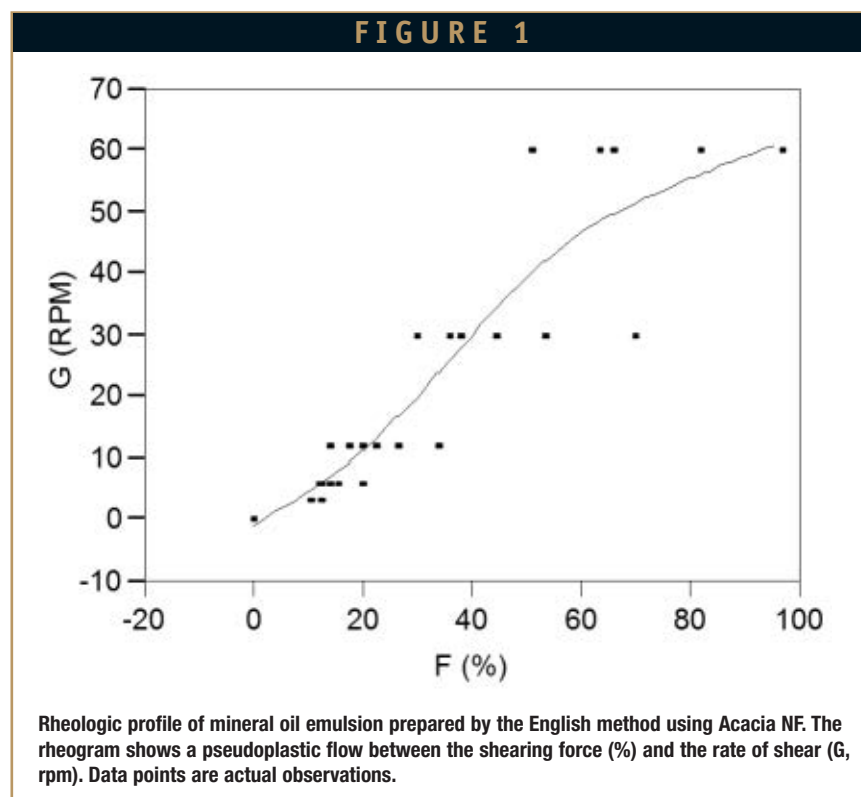 FIGURE 1
70
60
50
40
30
20
10
0
-10
G (RPM)
-20 0 20 40 60 80 100
F (%)
Rheologic profile of mineral oil emulsion prepared by the English method using Acacia NF. The
rheogram shows a pseudoplastic flow between the shearing force (%) and the rate of shear (G,
rpm). Data points are actual observations.